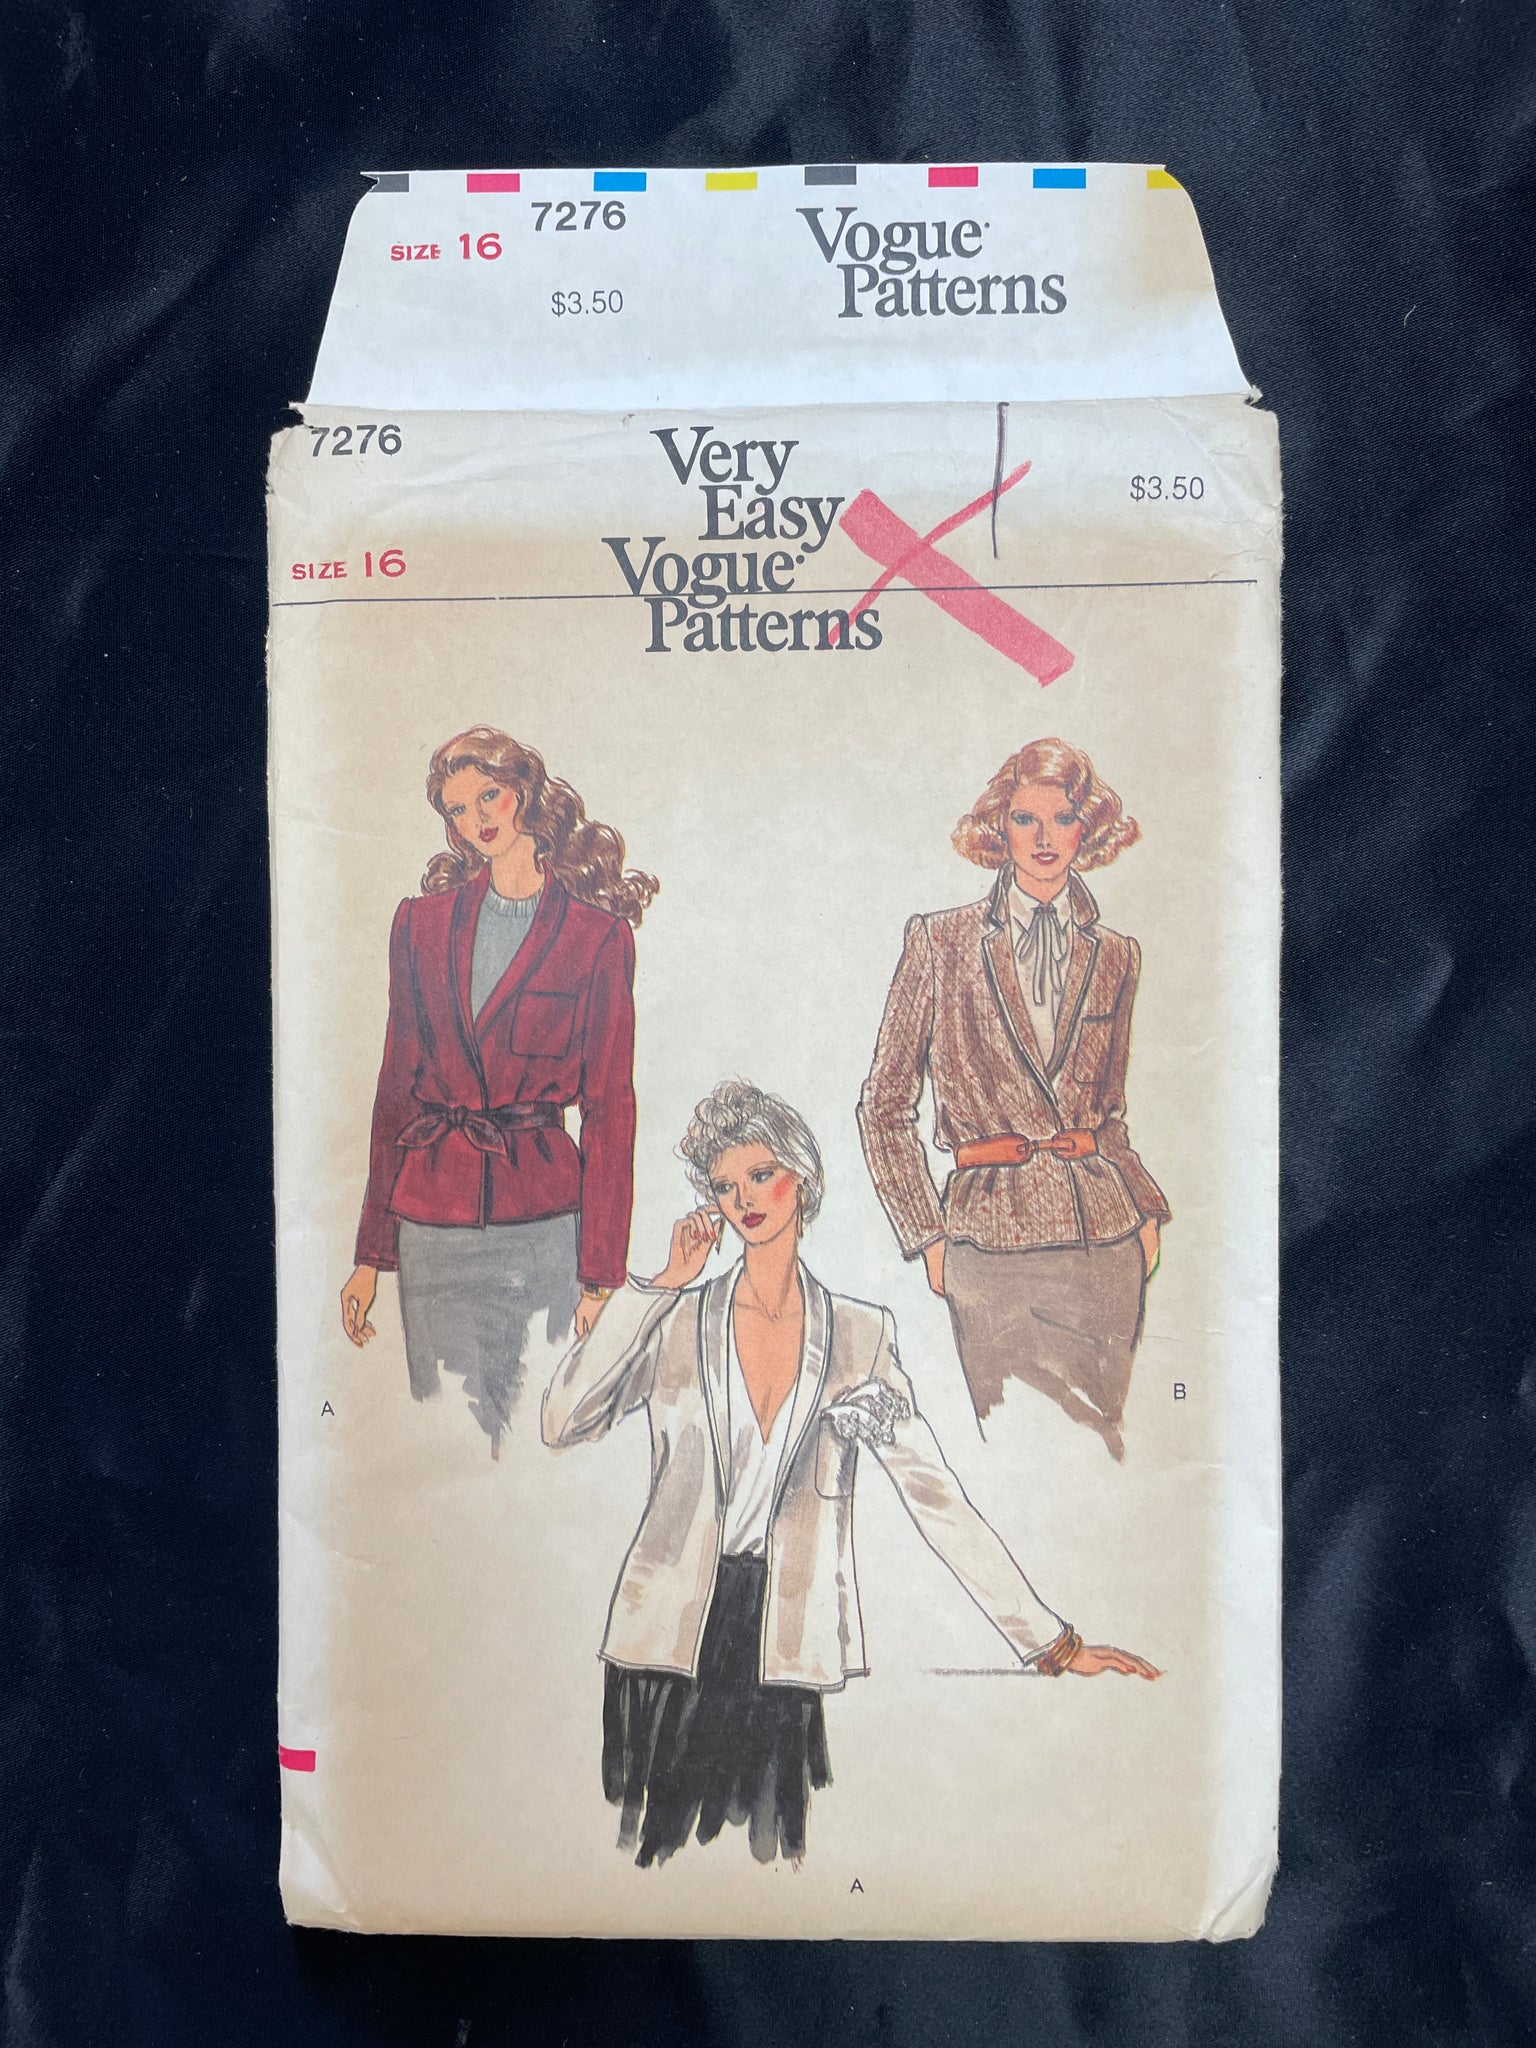 7276
SIZE 16
$3.50
Vogue
Patterns
7276
SIZE 16
Very
Easy
Vogue
Patterns
$3.50
A
B
A